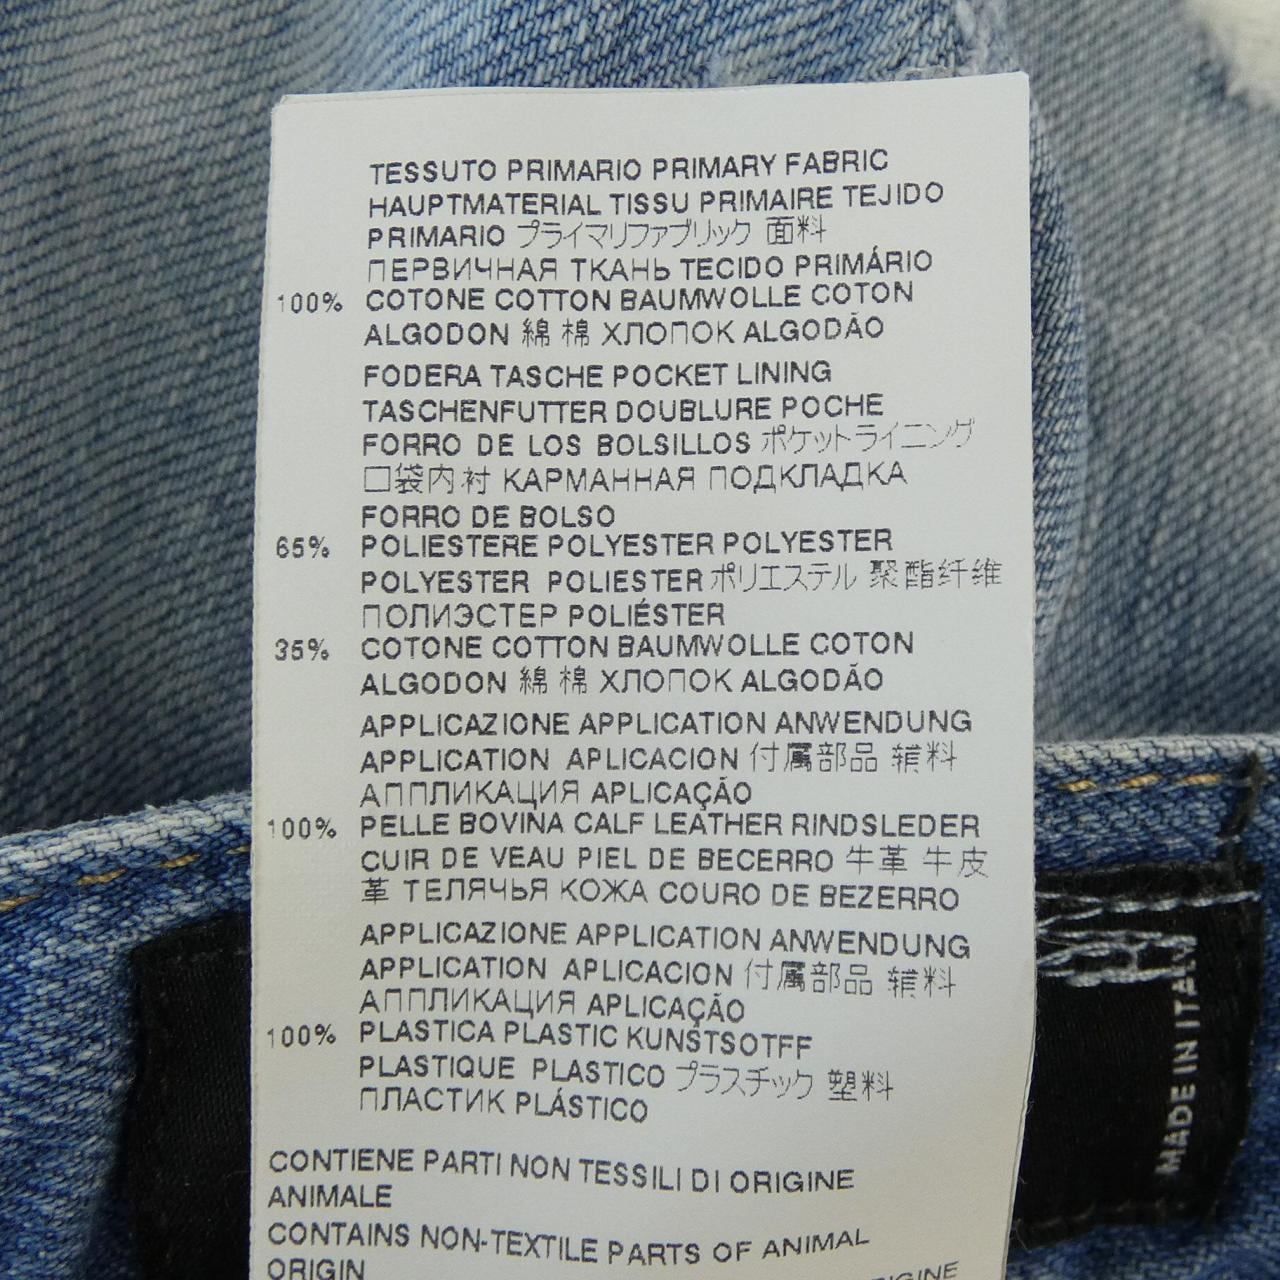 TESSUTO PRIMARIO PRIMARY FABRIC
HAUPTMATERIAL TISSU PRIMAIRE TEJIDO
PRIMARIO プライマリファブリック 面料
ПЕРВИЧНАЯ ТКАНЬ TECIDO PRIMÁRIO
100% COTONE COTTON BAUMWOLLE COTON
ALGODON 綿 棉 ХЛОПОК ALGODÃO
FODERA TASCHE POCKET LINING
TASCHENFUTTER DOUBLURE POCHE
FORRO DE LOS BOLSILLOS ポケットライニング
口袋内衬 КАРМАННАЯ ПОДКЛАДКА
FORRO DE BOLSO
65% POLIESTERE POLYESTER POLYESTER
POLYESTER POLIESTER ポリエステル 聚酯纤维
ПОЛИЭСТЕР POLIÉSTER
35% COTONE COTTON BAUMWOLLE COTON
ALGODON 綿 棉 ХЛОПОК ALGODÃO
APPLICAZIONE APPLICATION ANWENDUNG
APPLICATION APLICACION 付属部品 辅料
АППЛИКАЦИЯ APLICAÇÃO
100% PELLE BOVINA CALF LEATHER RINDSLEDER
CUIR DE VEAU PIEL DE BECERRO 牛革 牛皮
革 ТЕЛЯЧЬЯ КОЖА COURO DE BEZERRO
APPLICAZIONE APPLICATION ANWENDUNG
APPLICATION APLICACION 付属部品 辅料
АППЛИКАЦИЯ APLICAÇÃO
100% PLASTICA PLASTIC KUNSTSOTFF
PLASTIQUE PLASTICO プラスチック 塑料
ПЛАСТИК PLÁSTICO
CONTIENE PARTI NON TESSILI DI ORIGINE
ANIMALE
CONTAINS NON-TEXTILE PARTS OF ANIMAL
ORIGIN
MADE IN ITALY